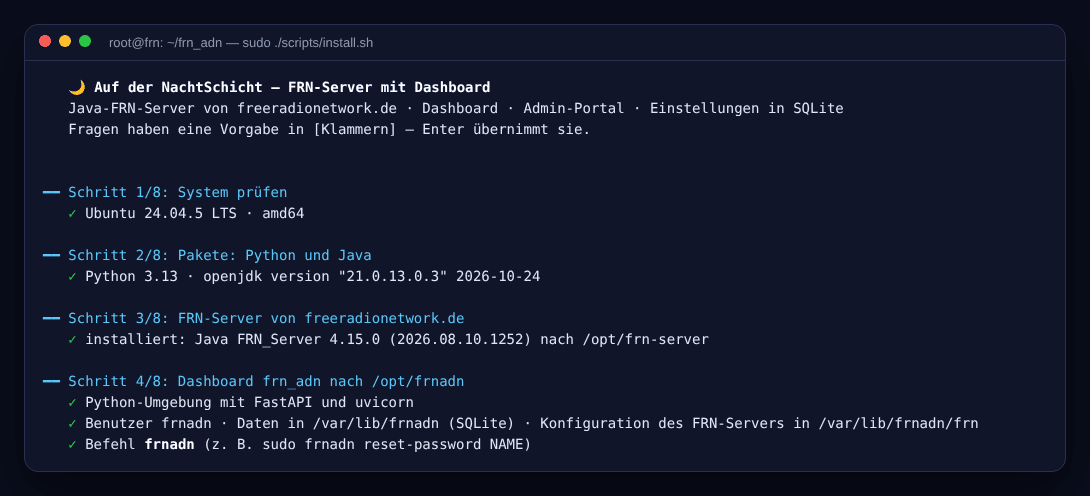 root@frn: ~/frn_adn — sudo ./scripts/install.sh
🌙 Auf der NachtSchicht — FRN-Server mit Dashboard
Java-FRN-Server von freeradionetwork.de · Dashboard · Admin-Portal · Einstellungen in SQLite
Fragen haben eine Vorgabe in [Klammern] — Enter übernimmt sie.
━━ Schritt 1/8: System prüfen
✓ Ubuntu 24.04.5 LTS · amd64
━━ Schritt 2/8: Pakete: Python und Java
✓ Python 3.13 · openjdk version "21.0.13.0.3" 2026-10-24
━━ Schritt 3/8: FRN-Server von freeradionetwork.de
✓ installiert: Java FRN_Server 4.15.0 (2026.08.10.1252) nach /opt/frn-server
━━ Schritt 4/8: Dashboard frn_adn nach /opt/frnadn
✓ Python-Umgebung mit FastAPI und uvicorn
✓ Benutzer frnadn · Daten in /var/lib/frnadn (SQLite) · Konfiguration des FRN-Servers in /var/lib/frnadn/frn
✓ Befehl frnadn (z. B. sudo frnadn reset-password NAME)